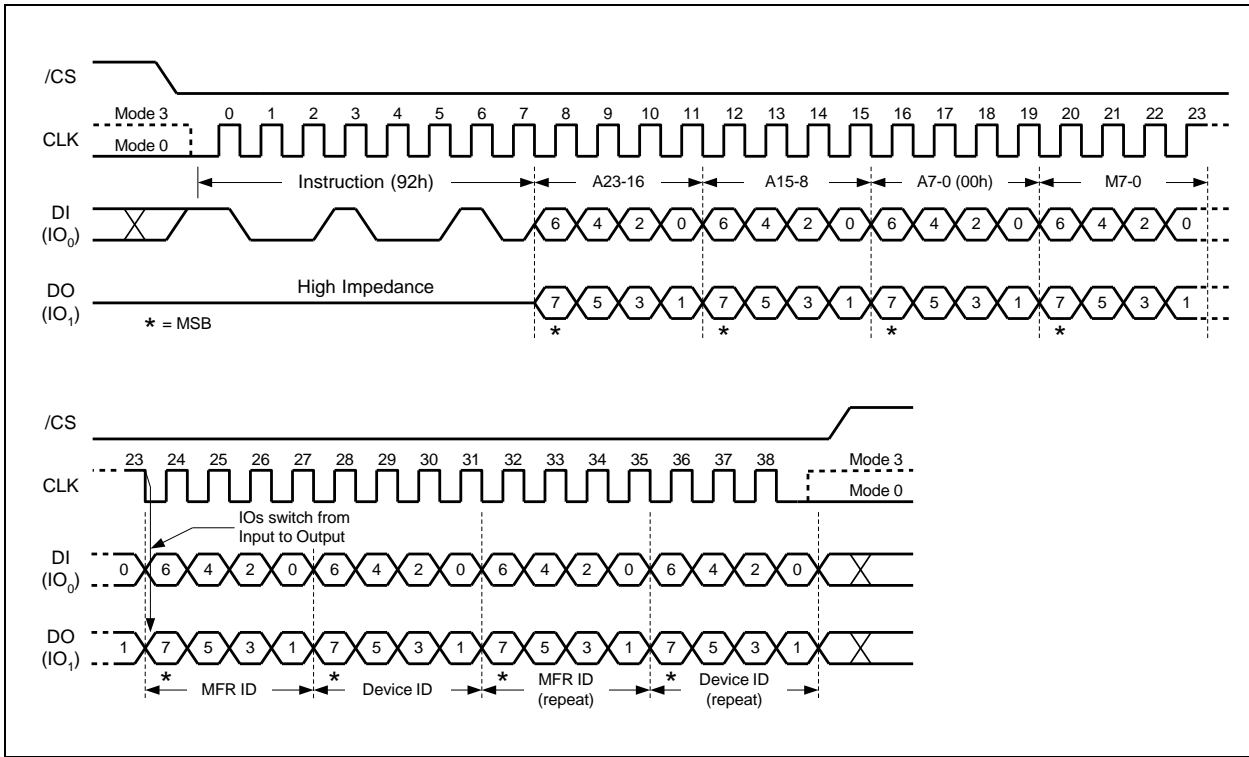 /CS
Mode 3 0 1 2 3 4 5 6 7 8 9 10 11 12 13 14 15 16 17 18 19 20 21 22 23
CLK
Mode 0
Instruction (92h) A23-16 A15-8 A7-0 (00h) M7-0
DI
(IO0)
6 4 2 0 6 4 2 0 6 4 2 0 6 4 2 0
High Impedance
DO
(IO1)
7 5 3 1 7 5 3 1 7 5 3 1 7 5 3 1
* = MSB
* * * *
/CS
23 24 25 26 27 28 29 30 31 32 33 34 35 36 37 38 Mode 3
CLK
Mode 0
IOs switch from
Input to Output
DI
(IO0)
0 6 4 2 0 6 4 2 0 6 4 2 0 6 4 2 0
DO
(IO1)
1 7 5 3 1 7 5 3 1 7 5 3 1 7 5 3 1
* * * *
MFR ID Device ID MFR ID
(repeat) Device ID
(repeat)